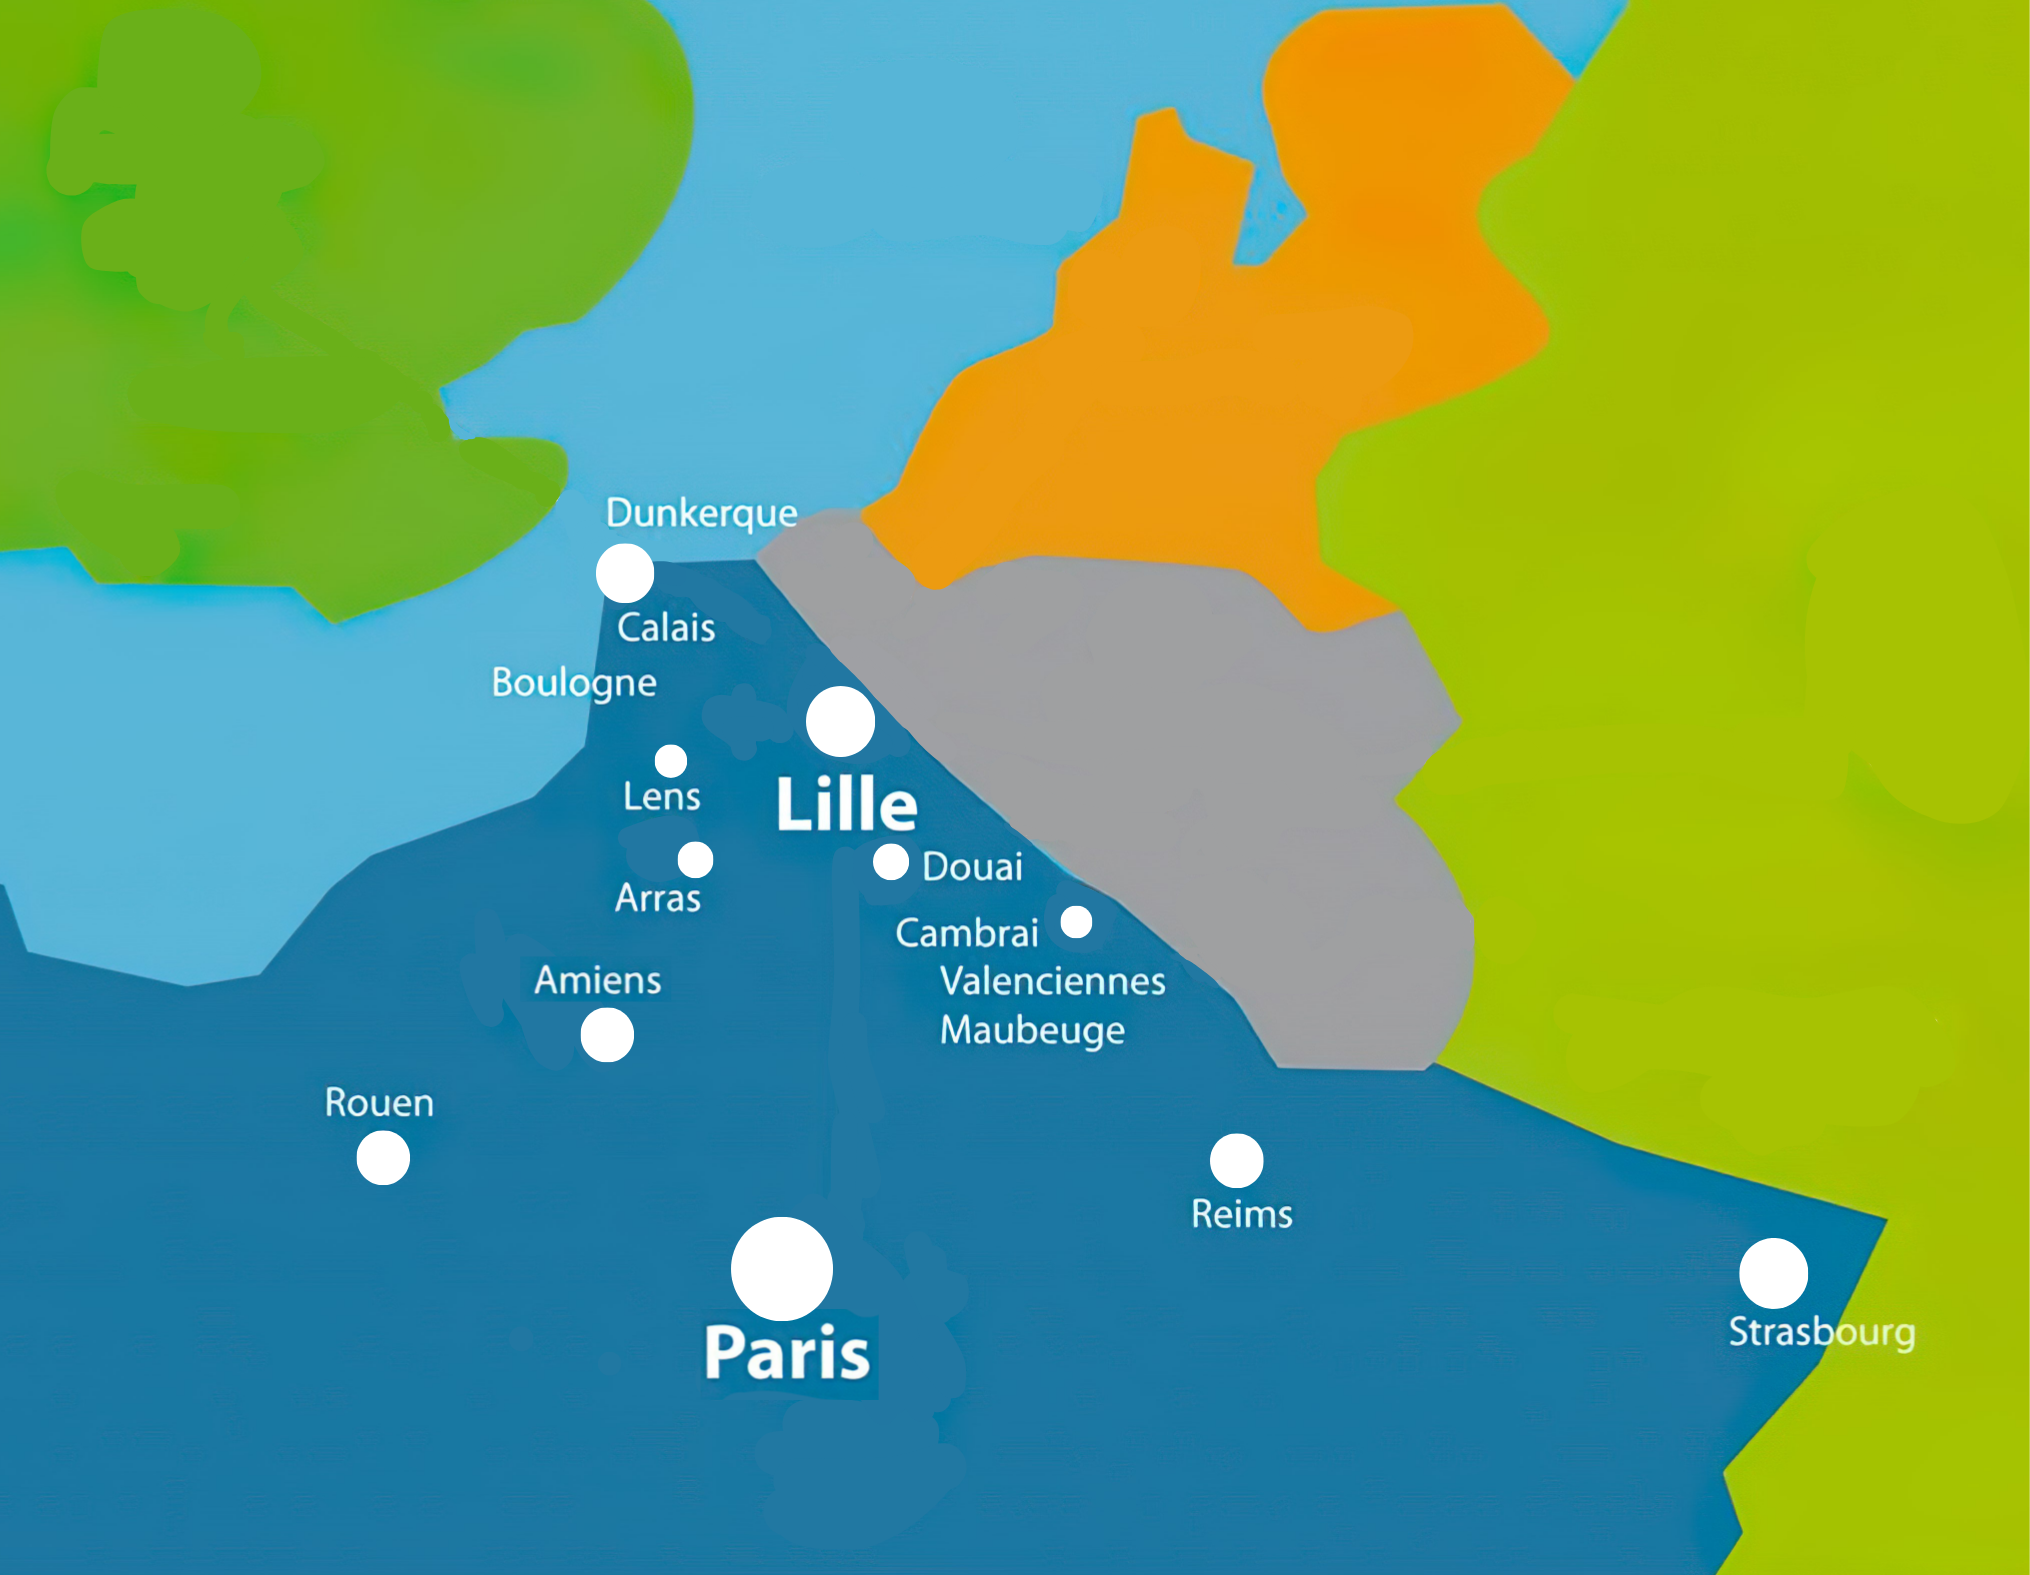 Dunkerque
Calais
Boulogne
Lens
Lille
Arras
Douai
Cambrai
Valenciennes
Maubeuge
Amiens
Rouen
Reims
Paris
Strasbourg